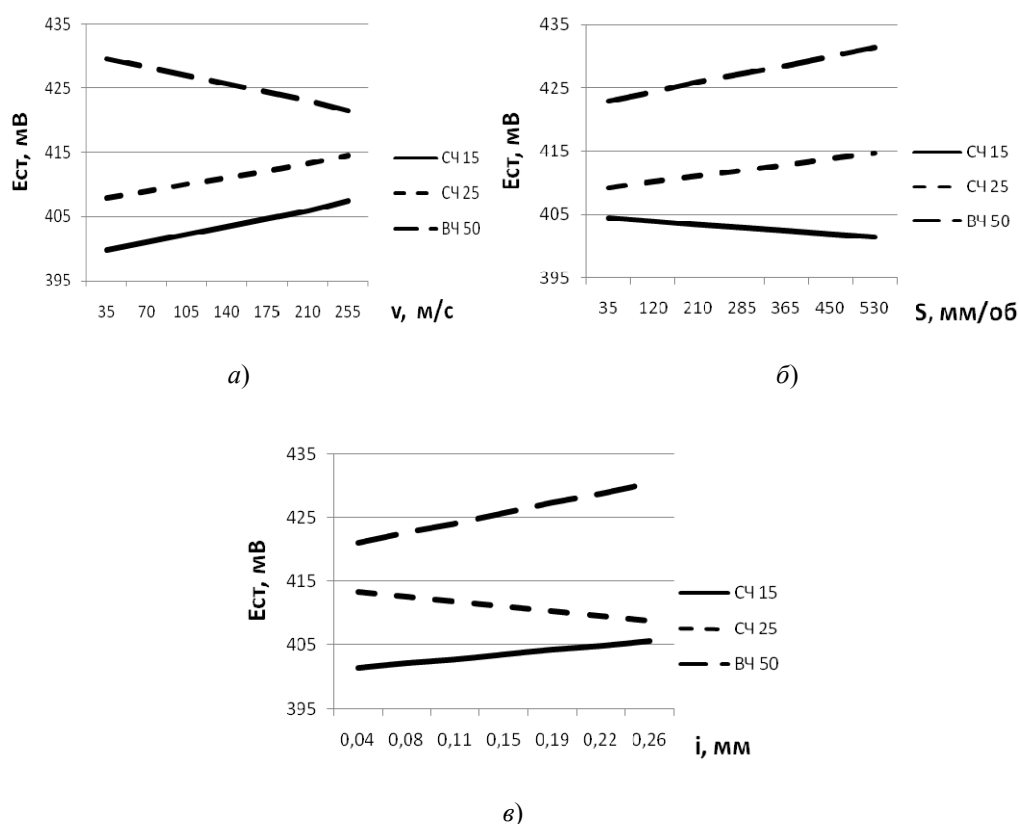 435
425
415
405
395
Ест, мВ
35 70 105 140 175 210 255
v, м/с
СЧ 15
СЧ 25
ВЧ 50
а)
435
425
415
405
395
Ест, мВ
35 120 210 285 365 450 530
S, мм/об
СЧ 15
СЧ 25
ВЧ 50
б)
435
425
415
405
395
Ест, мВ
0,04 0,08 0,11 0,15 0,19 0,22 0,26
i, мм
СЧ 15
СЧ 25
ВЧ 50
в)